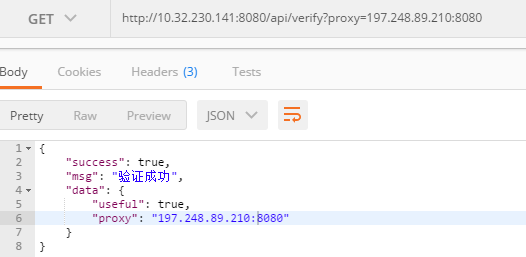 GET http://10.32.230.141:8080/api/verify?proxy=197.248.89.210:8080
Body Cookies Headers (3) Tests
Pretty Raw Preview JSON
1 {
2 "success": true,
3 "msg": "验证成功",
4 "data": {
5 "useful": true,
6 "proxy": "197.248.89.210:8080"
7 }
8 }